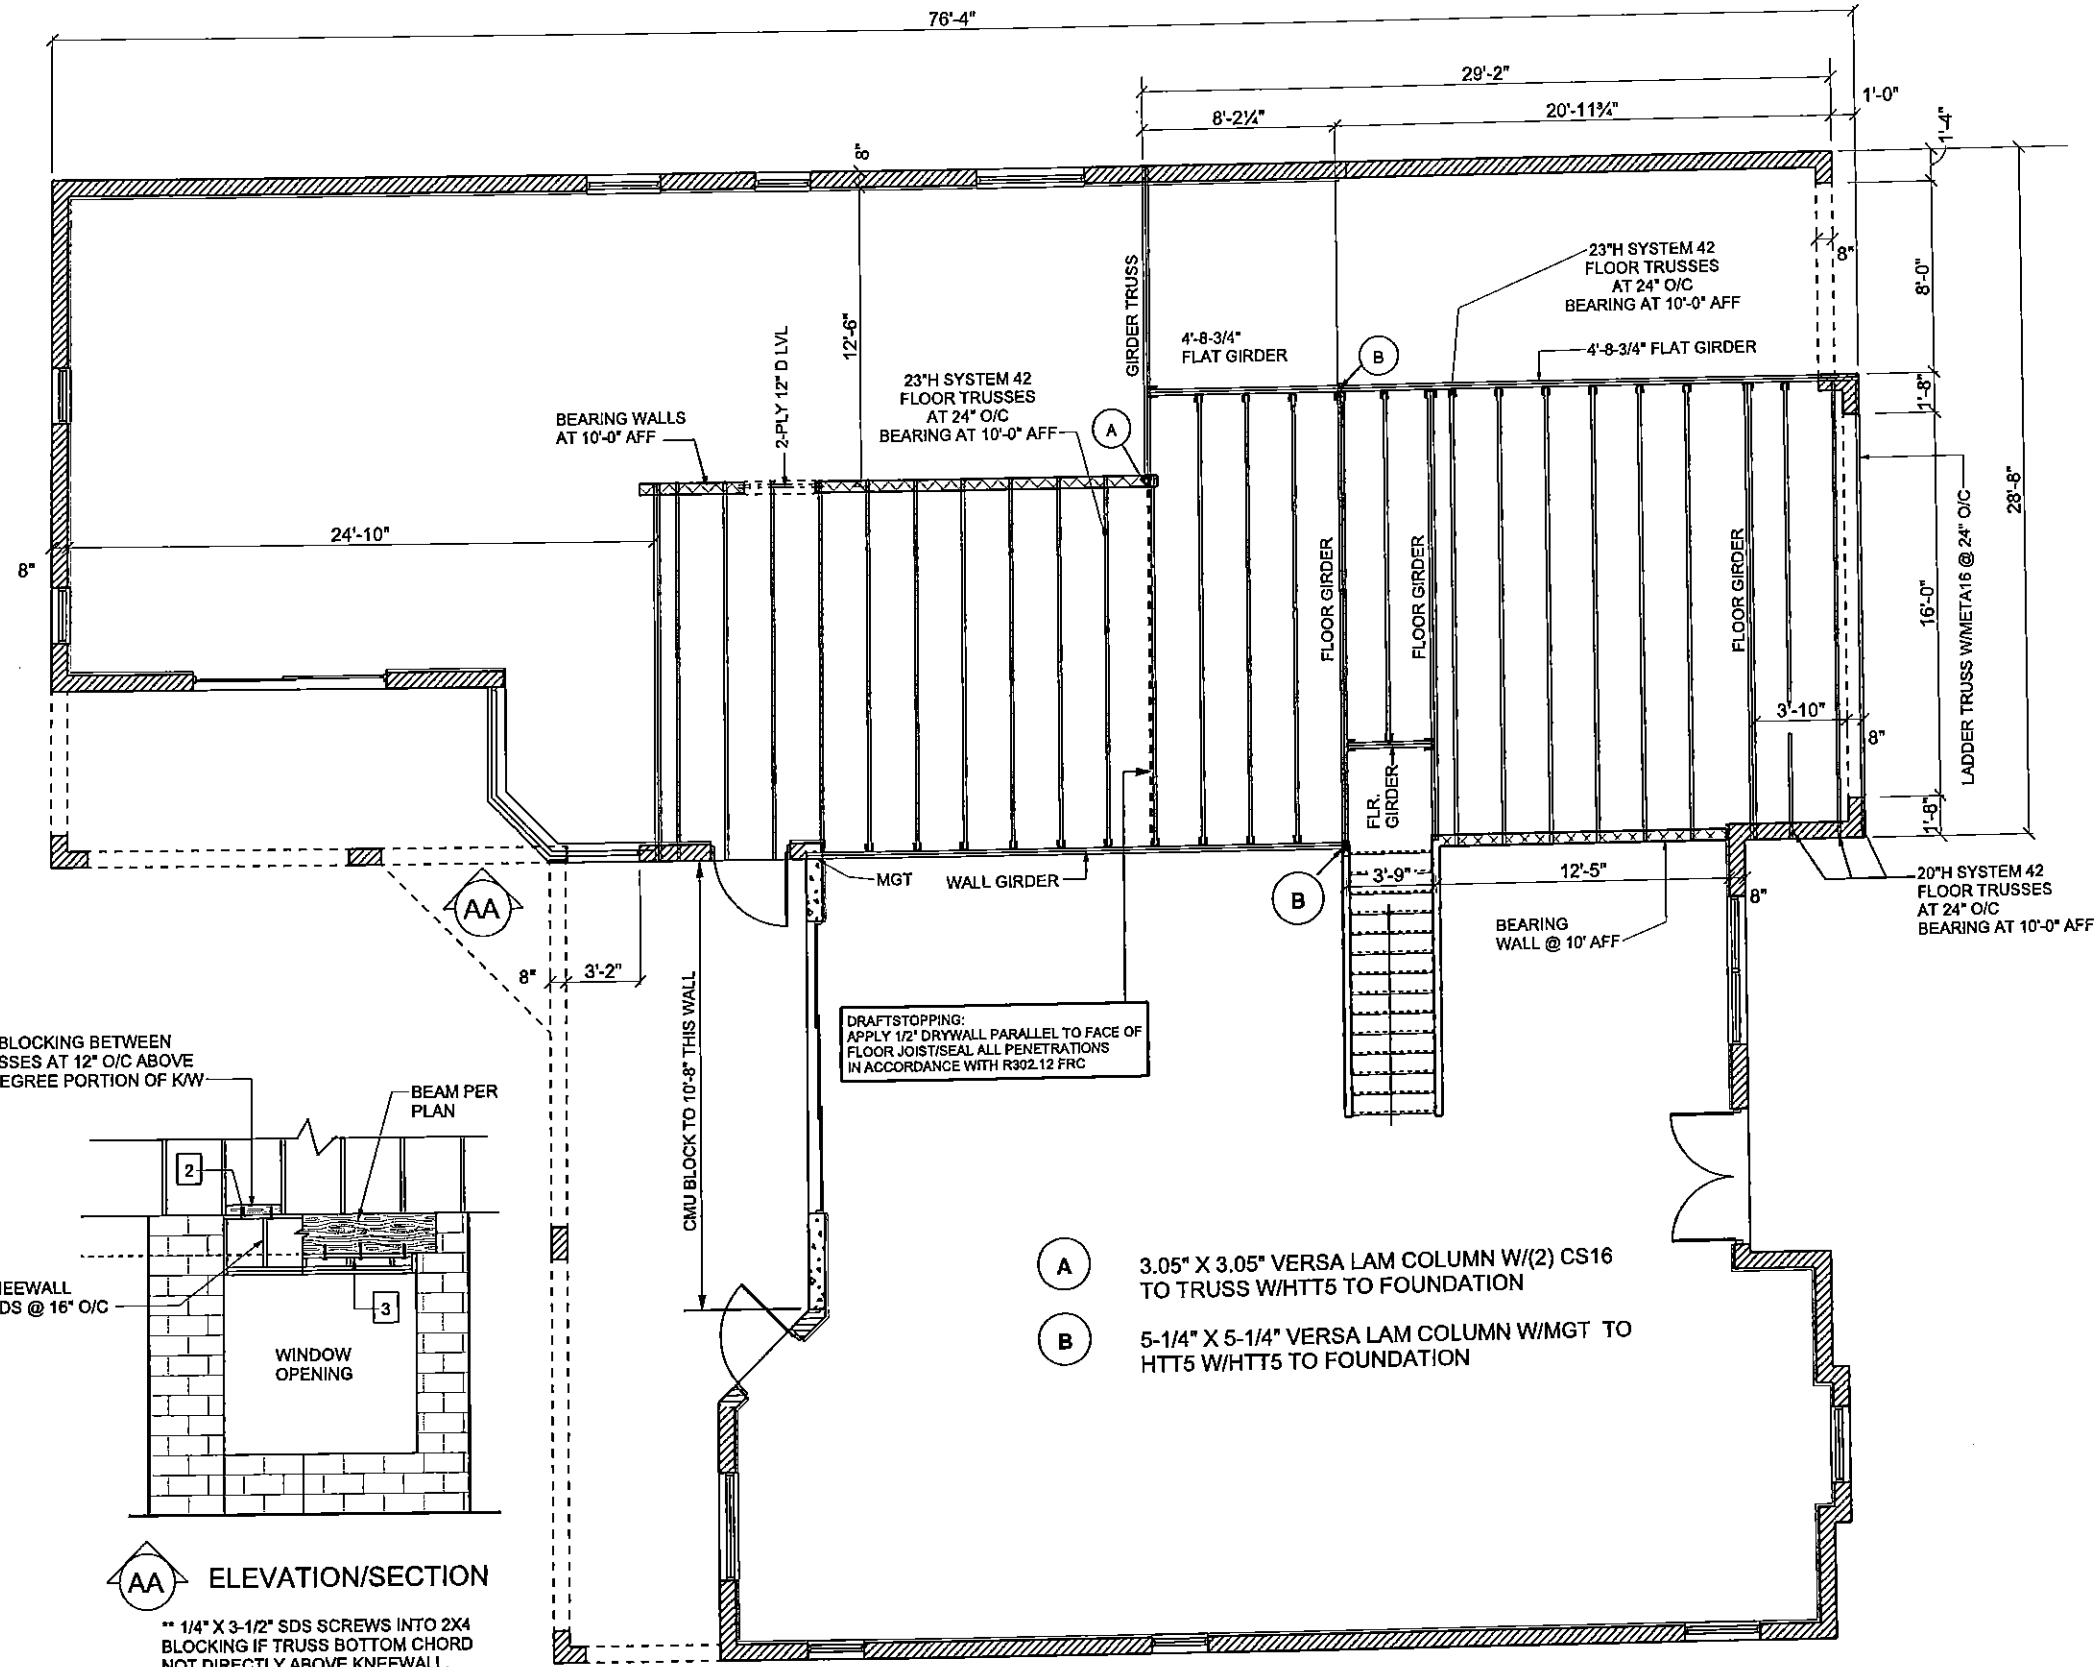 76'-4"
29'-2"
8'-2¼"
20'-11¾"
1'-0"
1'-4"
8"
12'-6"
GIRDER TRUSS
23"H SYSTEM 42
FLOOR TRUSSES
AT 24" O/C
BEARING AT 10'-0" AFF
8"
8'-0"
4'-8-3/4"
FLAT GIRDER
B
4'-8-3/4" FLAT GIRDER
1'-8"
2-PLY 12" D LVL
23"H SYSTEM 42
FLOOR TRUSSES
AT 24" O/C
BEARING AT 10'-0" AFF
BEARING WALLS
AT 10'-0" AFF
A
28'-8"
LADDER TRUSS W/META16 @ 24" O/C
24'-10"
8"
FLOOR GIRDER
FLOOR GIRDER
FLOOR GIRDER
16'-0"
3'-10"
8"
FLR.
GIRDER
1'-8"
MGT
WALL GIRDER
B
3'-9"
12'-5"
8"
20"H SYSTEM 42
FLOOR TRUSSES
AT 24" O/C
BEARING AT 10'-0" AFF
AA
BEARING
WALL @ 10' AFF
8"
3'-2"
CMU BLOCK TO 10'-8" THIS WALL
DRAFTSTOPPING:
APPLY 1/2" DRYWALL PARALLEL TO FACE OF
FLOOR JOIST/SEAL ALL PENETRATIONS
IN ACCORDANCE WITH R302.12 FRC
BLOCKING BETWEEN
SSES AT 12" O/C ABOVE
EGREE PORTION OF K/W
BEAM PER
PLAN
2
NEEWALL
DS @ 16" O/C
3
WINDOW
OPENING
A
3.05" X 3.05" VERSA LAM COLUMN W/(2) CS16
TO TRUSS W/HTT5 TO FOUNDATION
B
5-1/4" X 5-1/4" VERSA LAM COLUMN W/MGT TO
HTT5 W/HTT5 TO FOUNDATION
AA
ELEVATION/SECTION
** 1/4" X 3-1/2" SDS SCREWS INTO 2X4
BLOCKING IF TRUSS BOTTOM CHORD
NOT DIRECTLY ABOVE KNEEWALL.